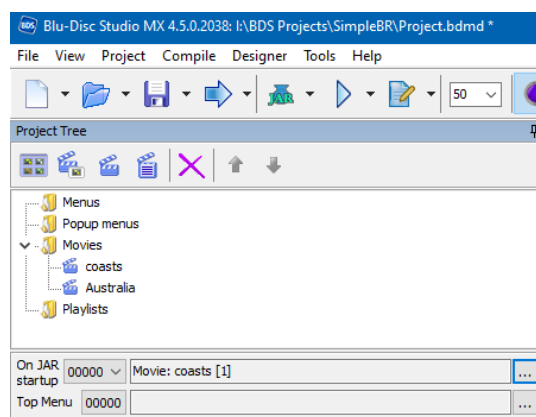 BDS Blu-Disc Studio MX 4.5.0.2038: I:\BDS Projects\SimpleBR\Project.bdmd *
File View Project Compile Designer Tools Help
JAR 50
Project Tree
Menus
Popup menus
Movies
coasts
Australia
Playlists
On JAR startup 00000 Movie: coasts [1] ...
Top Menu 00000 ...